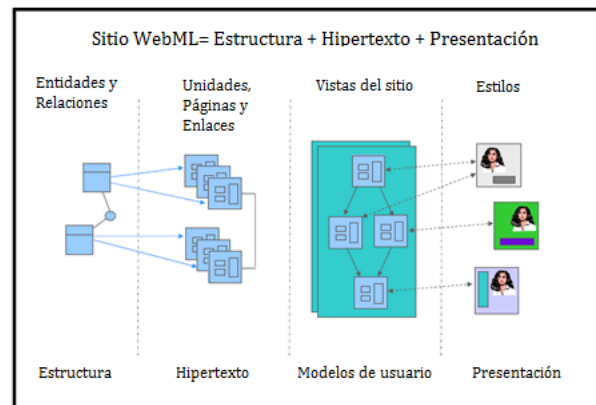 Sitio WebML= Estructura + Hipertexto + Presentación
Entidades y
Relaciones
Unidades,
Páginas y
Enlaces
Vistas del sitio
Estilos
Estructura
Hipertexto
Modelos de usuario
Presentación